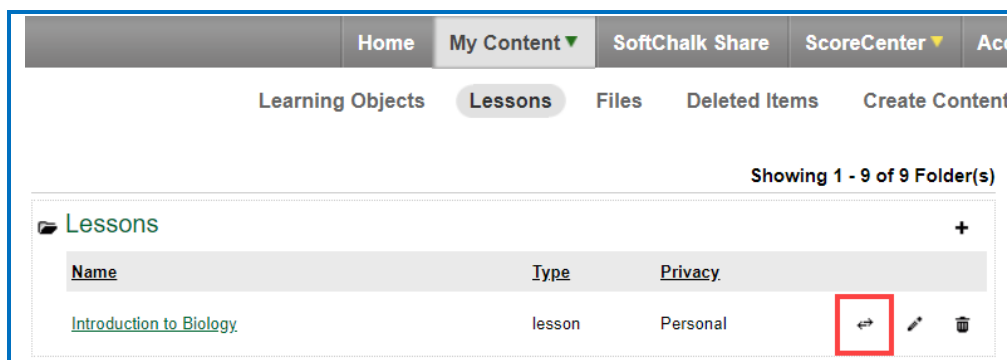 Home My Content SoftChalk Share ScoreCenter
Learning Objects Lessons Files Deleted Items Create Content
Showing 1 - 9 of 9 Folder(s)
Lessons +
Name Type Privacy
Introduction to Biology lesson Personal